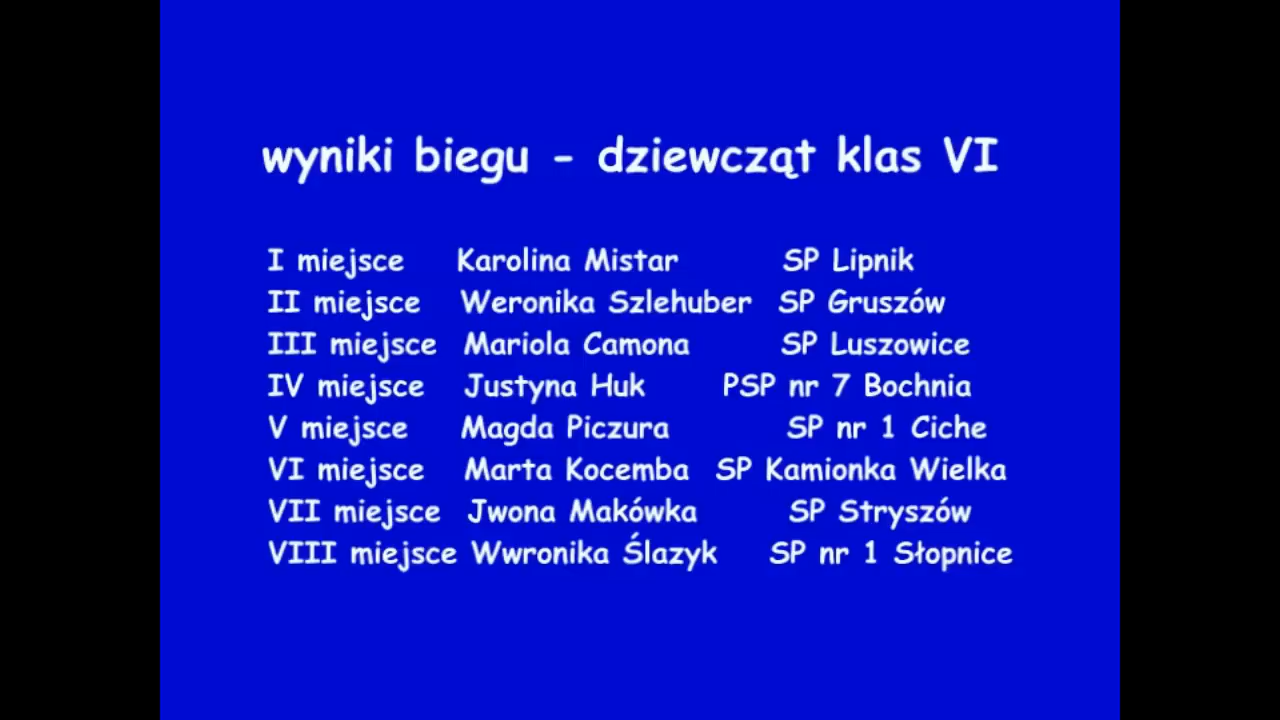 wyniki biegu - dziewcząt klas VI
I miejsce Karolina Mistar SP Lipnik
II miejsce Weronika Szlehuber SP Gruszów
III miejsce Mariola Camona SP Luszowice
IV miejsce Justyna Huk PSP nr 7 Bochnia
V miejsce Magda Piczura SP nr 1 Ciche
VI miejsce Marta Kocemba SP Kamionka Wielka
VII miejsce Jwona Makówka SP Stryszów
VIII miejsce Wwronika Ślazyk SP nr 1 Słopnice